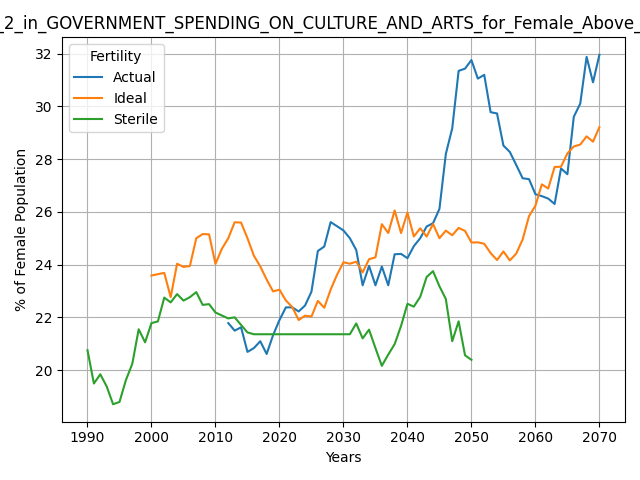 _2_in_GOVERNMENT_SPENDING_ON_CULTURE_AND_ARTS_for_Female_Above_
Fertility
Actual
Ideal
Sterile
% of Female Population
32
30
28
26
24
22
20
1990 2000 2010 2020 2030 2040 2050 2060 2070
Years